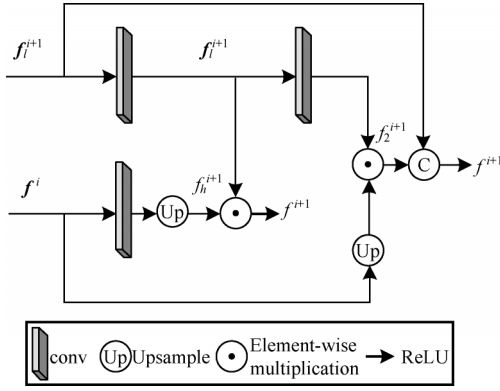 f_l^{i+1}
f_l^{i+1}
f_2^{i+1}
C
f^{i+1}
f^i
f_h^{i+1}
Up
f^{i+1}
Up
conv
Up Upsample
Element-wise
multiplication
ReLU